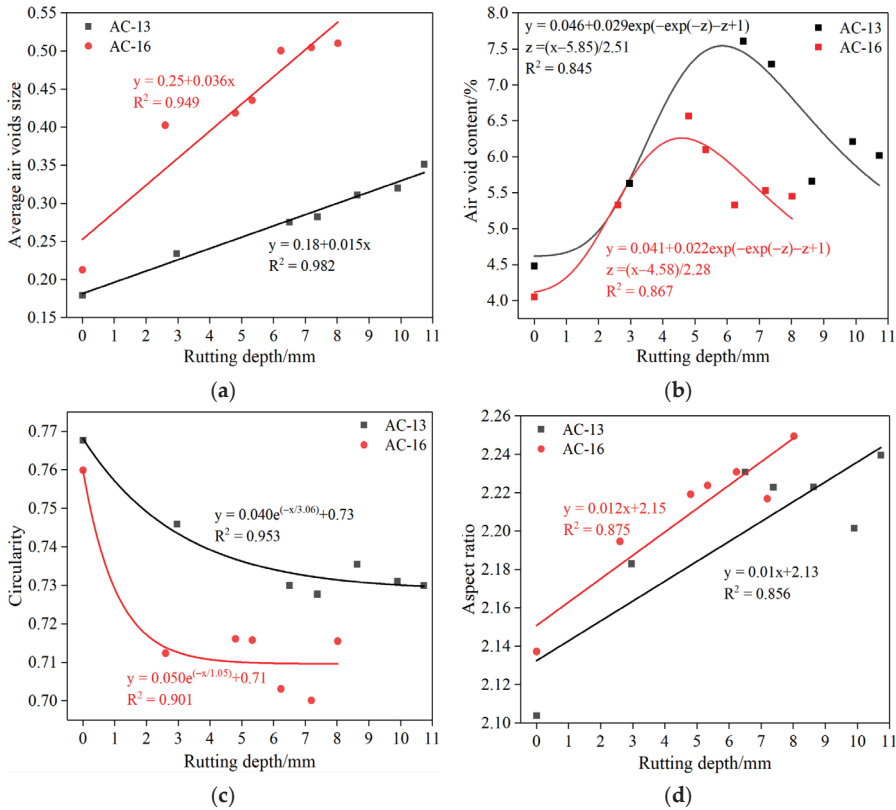 (a)
AC-13
AC-16
y = 0.25+0.036x
R² = 0.949
y = 0.18+0.015x
R² = 0.982
Average air voids size
0.50
0.45
0.40
0.35
0.30
0.25
0.20
0.15
0 1 2 3 4 5 6 7 8 9 10 11
Rutting depth/mm
y = 0.046+0.029exp(−exp(−z)−z+1)
z =(x−5.85)/2.51
R² = 0.845
AC-13
AC-16
y = 0.041+0.022exp(−exp(−z)−z+1)
z =(x−4.58)/2.28
R² = 0.867
Air void content/%
8.0
7.5
7.0
6.5
6.0
5.5
5.0
4.5
4.0
0 1 2 3 4 5 6 7 8 9 10 11
Rutting depth/mm
(b)
AC-13
AC-16
y = 0.040e^(−x/3.06)+0.73
R² = 0.953
y = 0.050e^(−x/1.05)+0.71
R² = 0.901
Circularity
0.77
0.76
0.75
0.74
0.73
0.72
0.71
0.70
0 1 2 3 4 5 6 7 8 9 10 11
Rutting depth/mm
(c)
AC-13
AC-16
y = 0.012x+2.15
R² = 0.875
y = 0.01x+2.13
R² = 0.856
Aspect ratio
2.26
2.24
2.22
2.20
2.18
2.16
2.14
2.12
2.10
0 1 2 3 4 5 6 7 8 9 10 11
Rutting depth/mm
(d)